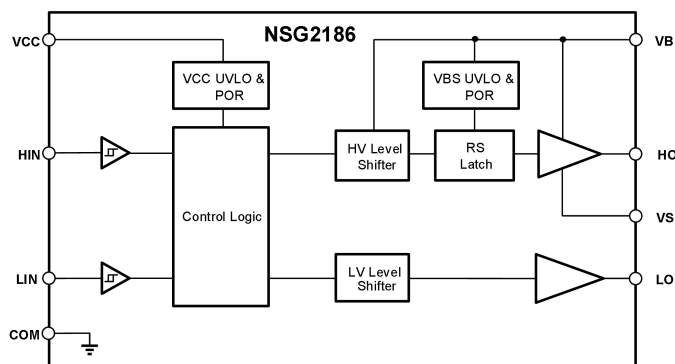 NSG2186
VCC
VB
VCC UVLO &
POR
VBS UVLO &
POR
HIN
HV Level
Shifter
RS
Latch
HO
Control Logic
VS
LIN
LV Level
Shifter
LO
COM